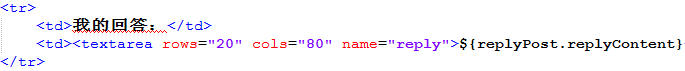 <tr>
<td>我的回答：</td>
<td><textarea rows="20" cols="80" name="reply">${replyPost.replyContent}
</tr>